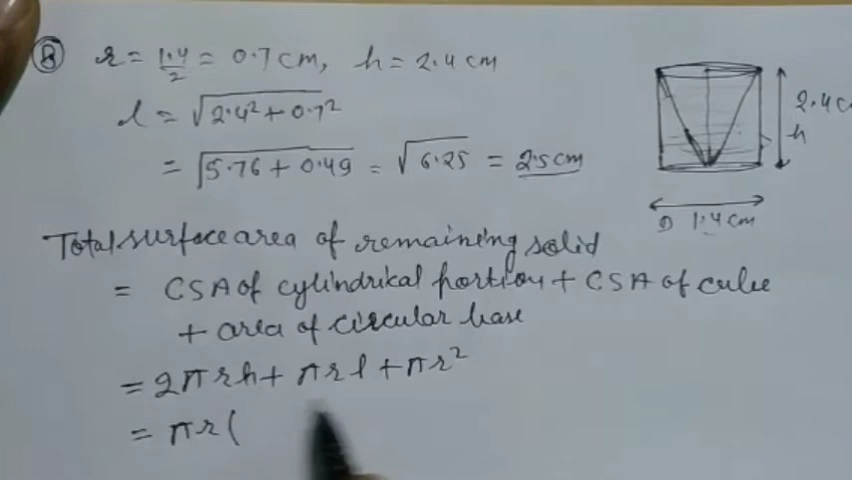 8 r = 1.4/2 = 0.7 cm, h = 2.4 cm
l = √2.4² + 0.7²
= √5.76 + 0.49 = √6.25 = 2.5 cm
2.4 c
h
D 1.4 cm
Total surface area of remaining solid
= CSA of cylindrikal portion + CSA of cube
+ area of circular base
= 2πrh + πrl + πr²
= πr(